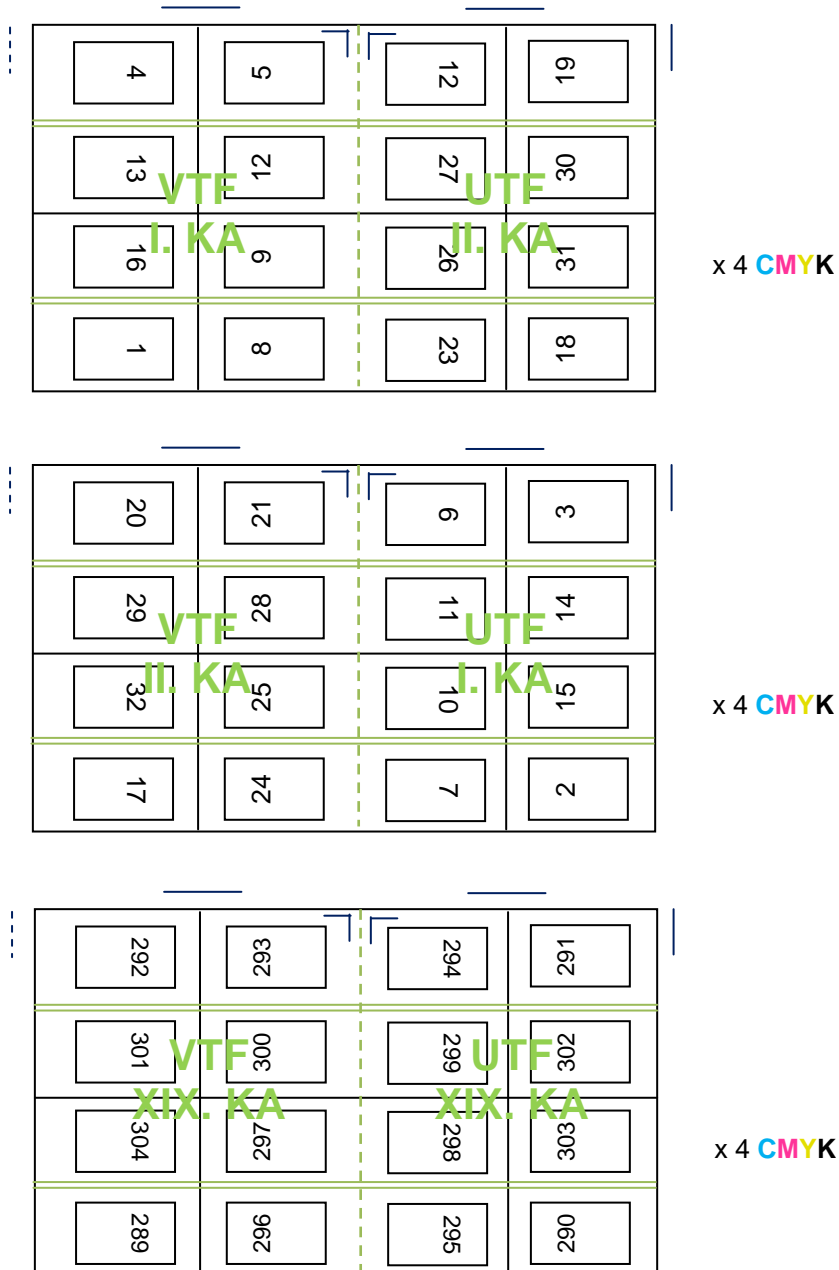 4 5 12 19
13 12 27 30
VTF UTF
I. KA II. KA
16 9 26 31
x 4 CMYK
1 8 23 18
20 21 6 3
29 28 11 14
VTF UTF
II. KA I. KA
32 25 10 15
x 4 CMYK
17 24 7 2
292 293 294 291
301 300 299 302
VTF UTF
XIX. KA XIX. KA
304 297 298 303
x 4 CMYK
289 296 295 290